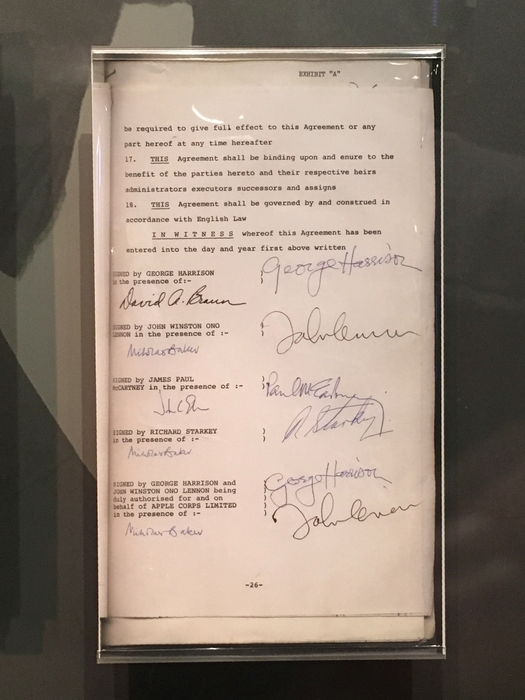 EXHIBIT "A"
be required to give full effect to this Agreement or any
part hereof at any time hereafter
17. THIS Agreement shall be binding upon and enure to the
benefit of the parties hereto and their respective heirs
administrators executors successors and assigns
18. THIS Agreement shall be governed by and construed in
accordance with English Law
IN WITNESS whereof this Agreement has been
entered into the day and year first above written
SIGNED by GEORGE HARRISON )
in the presence of:- )
George Harrison
David A. Braun
SIGNED by JOHN WINSTON ONO )
LENNON in the presence of :- )
John Lennon
Nicholas Baker
SIGNED by JAMES PAUL )
McCARTNEY in the presence of :- )
Paul McCartney
SIGNED by RICHARD STARKEY )
in the presence of :- )
R Starkey
Nicholas Baker
SIGNED by GEORGE HARRISON and )
JOHN WINSTON ONO LENNON being )
duly authorised for and on )
behalf of APPLE CORPS LIMITED )
in the presence of :- )
George Harrison
John Lennon
Nicholas Baker
-26-